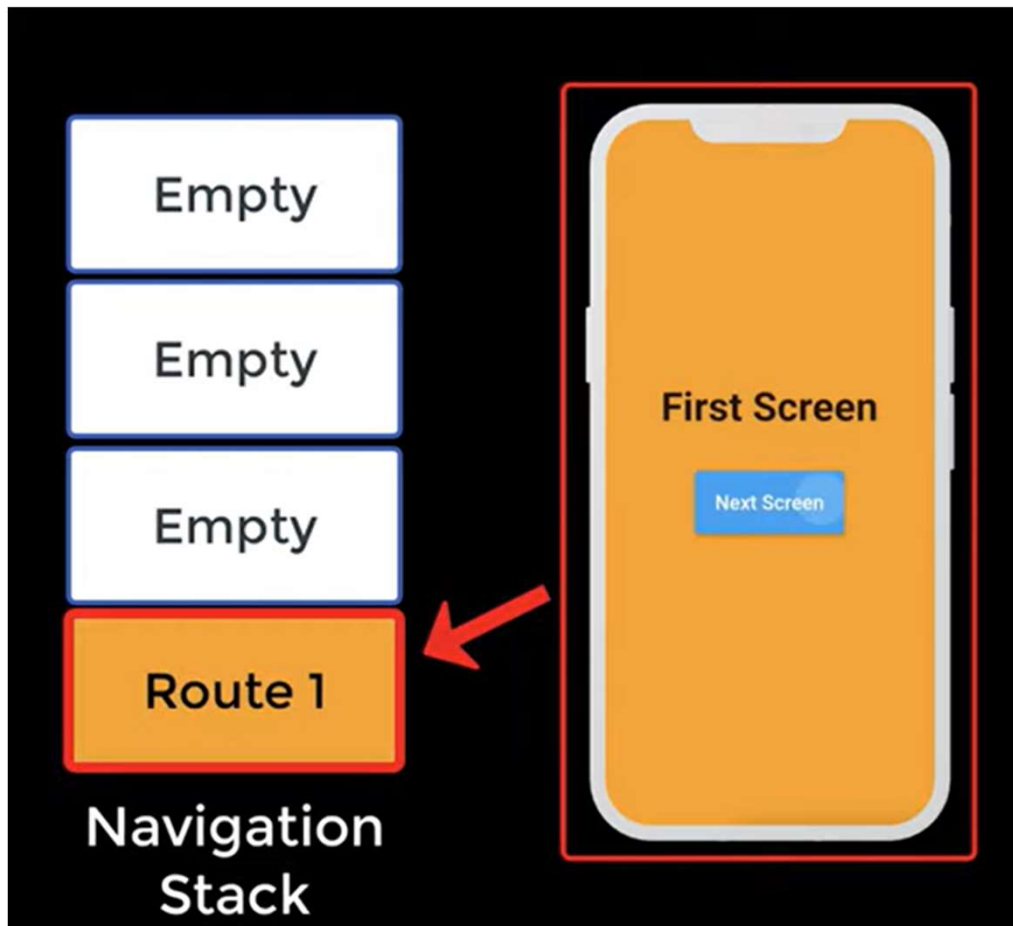 Empty
Empty
Empty
Route 1
Navigation
Stack
First Screen
Next Screen